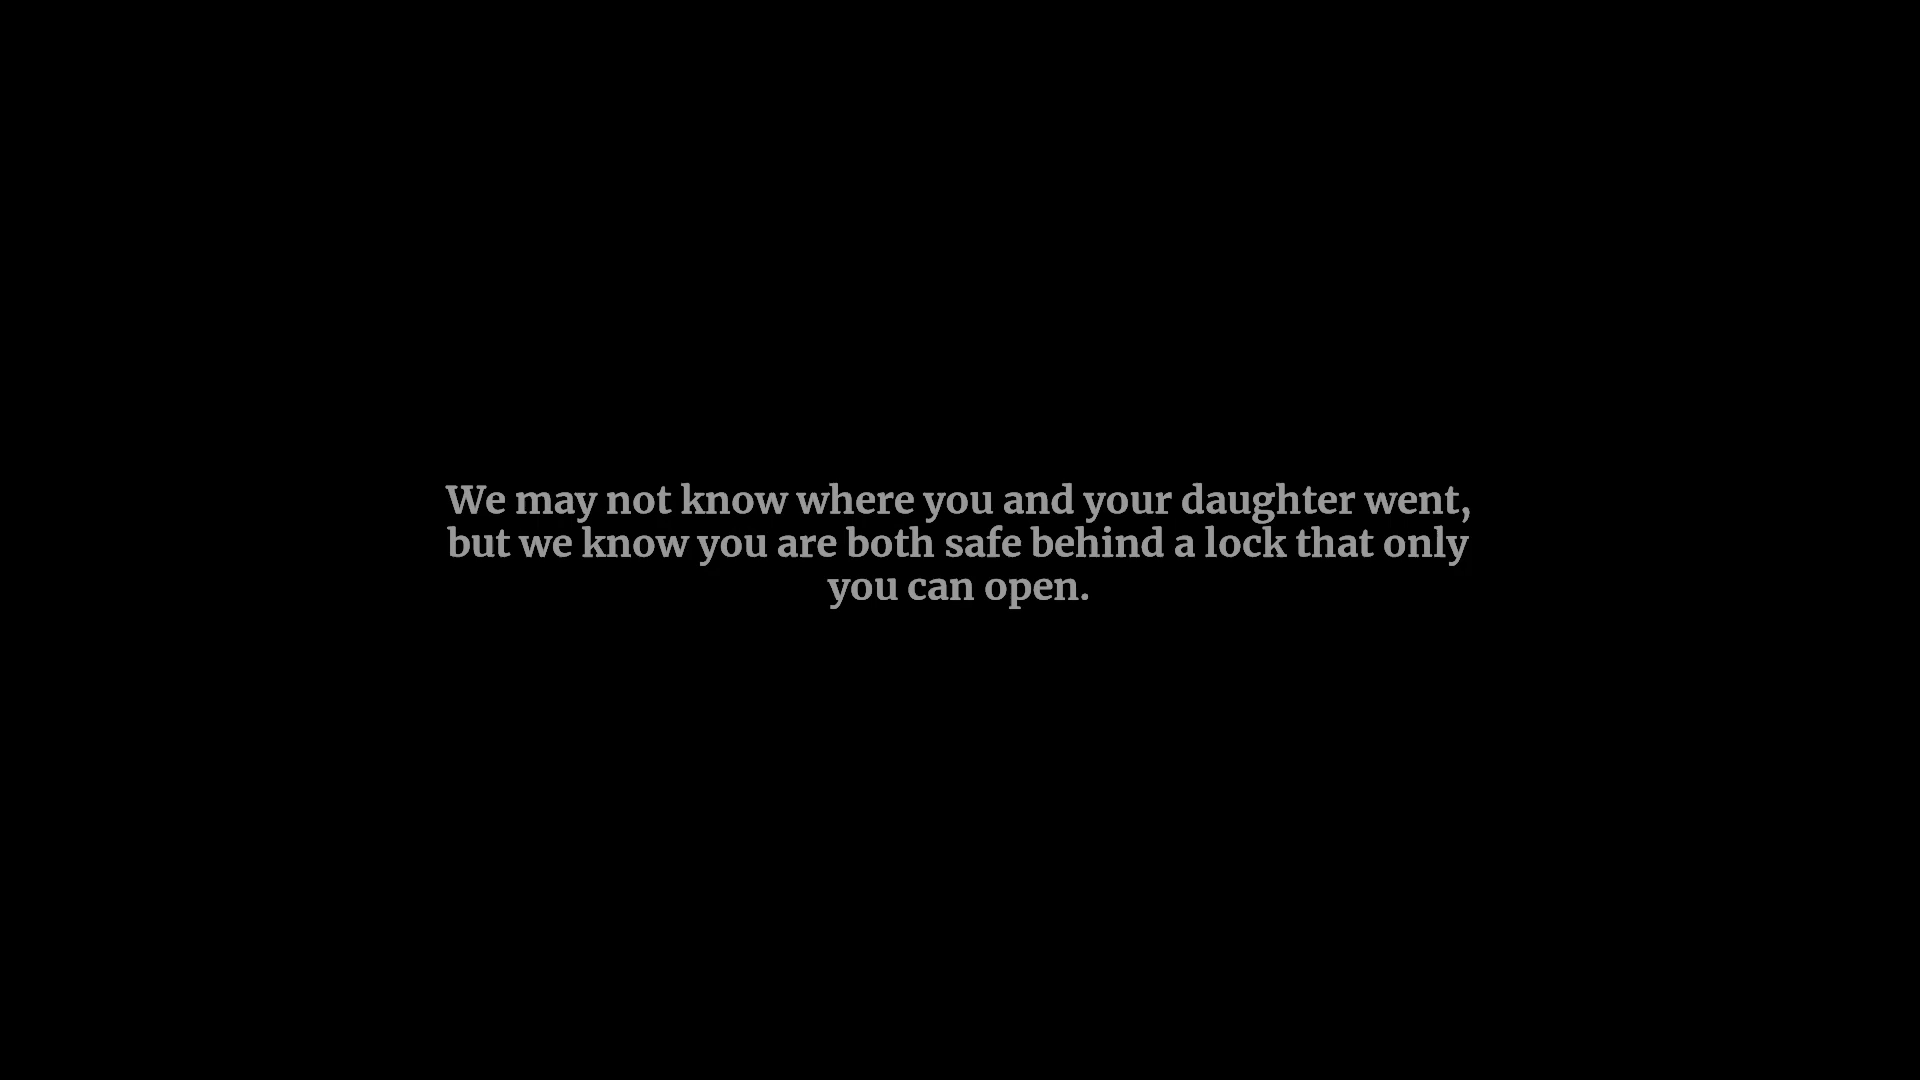 We may not know where you and your daughter went,
but we know you are both safe behind a lock that only
you can open.